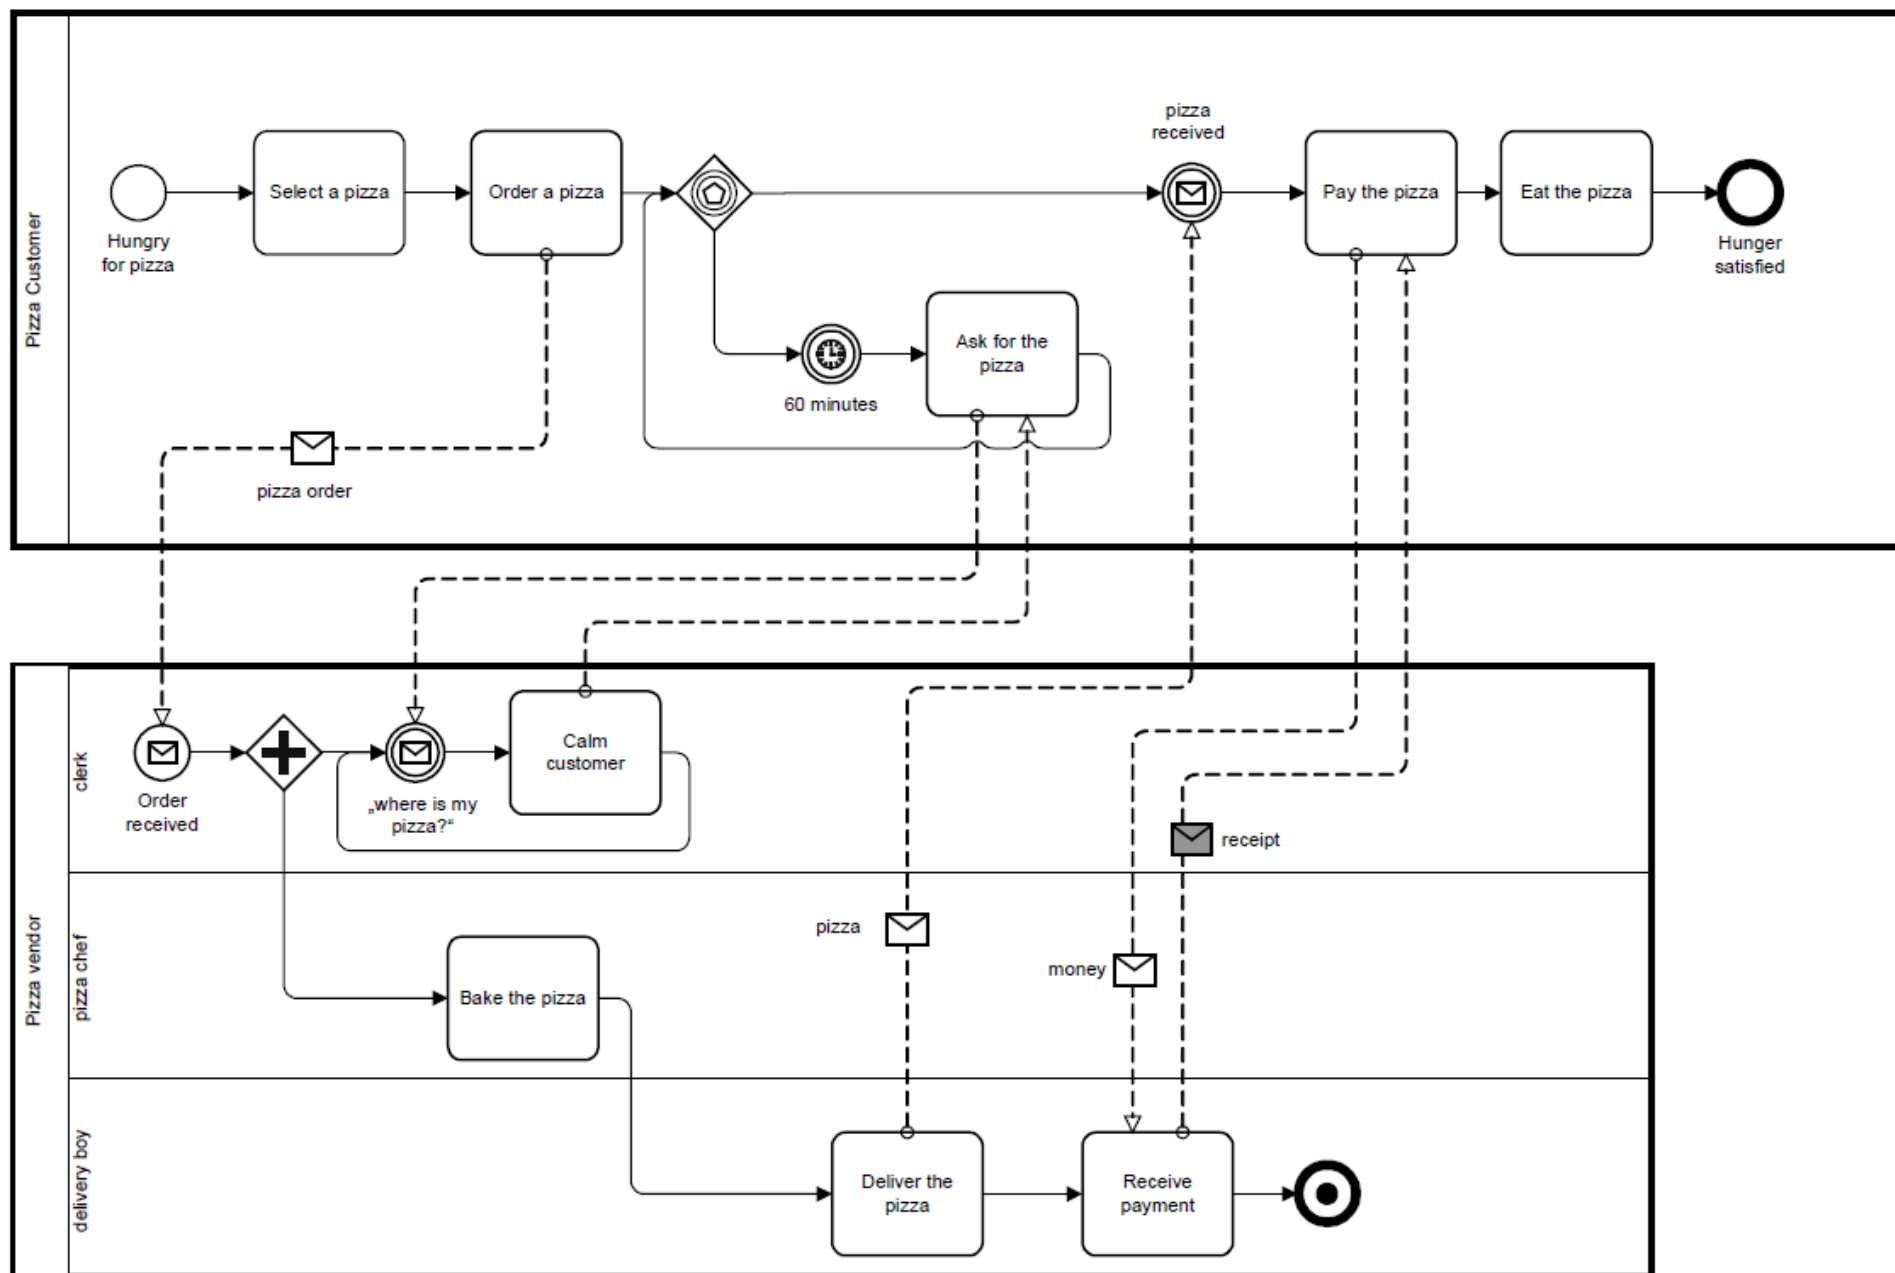 pizza
received
Select a pizza
Order a pizza
Pay the pizza
Eat the pizza
Hungry
for pizza
Hunger
satisfied
Pizza Customer
Ask for the
pizza
60 minutes
pizza order
Calm
customer
clerk
Order
received
„where is my
pizza?“
receipt
Pizza vendor
pizza chef
pizza
money
Bake the pizza
delivery boy
Deliver the
pizza
Receive
payment